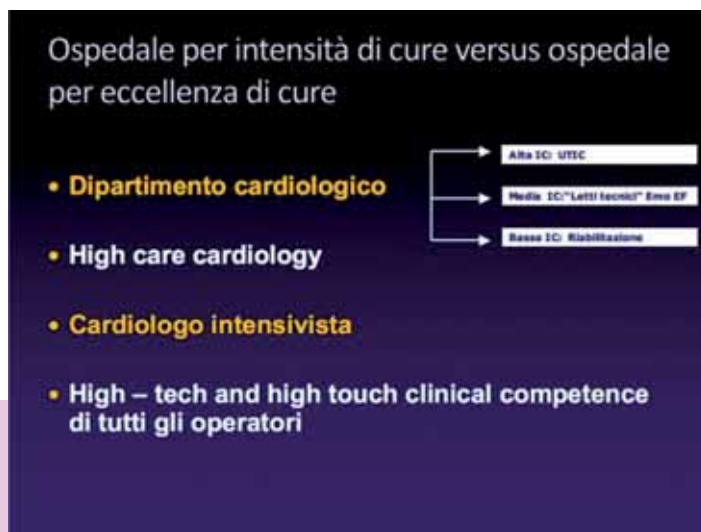 Ospedale per intensità di cure versus ospedale
per eccellenza di cure
• Dipartimento cardiologico
Alta IC: UTIC
Media IC:"Letti tecnici" Emo EF
Bassa IC: Riabilitazione
• High care cardiology
• Cardiologo intensivista
• High – tech and high touch clinical competence
di tutti gli operatori